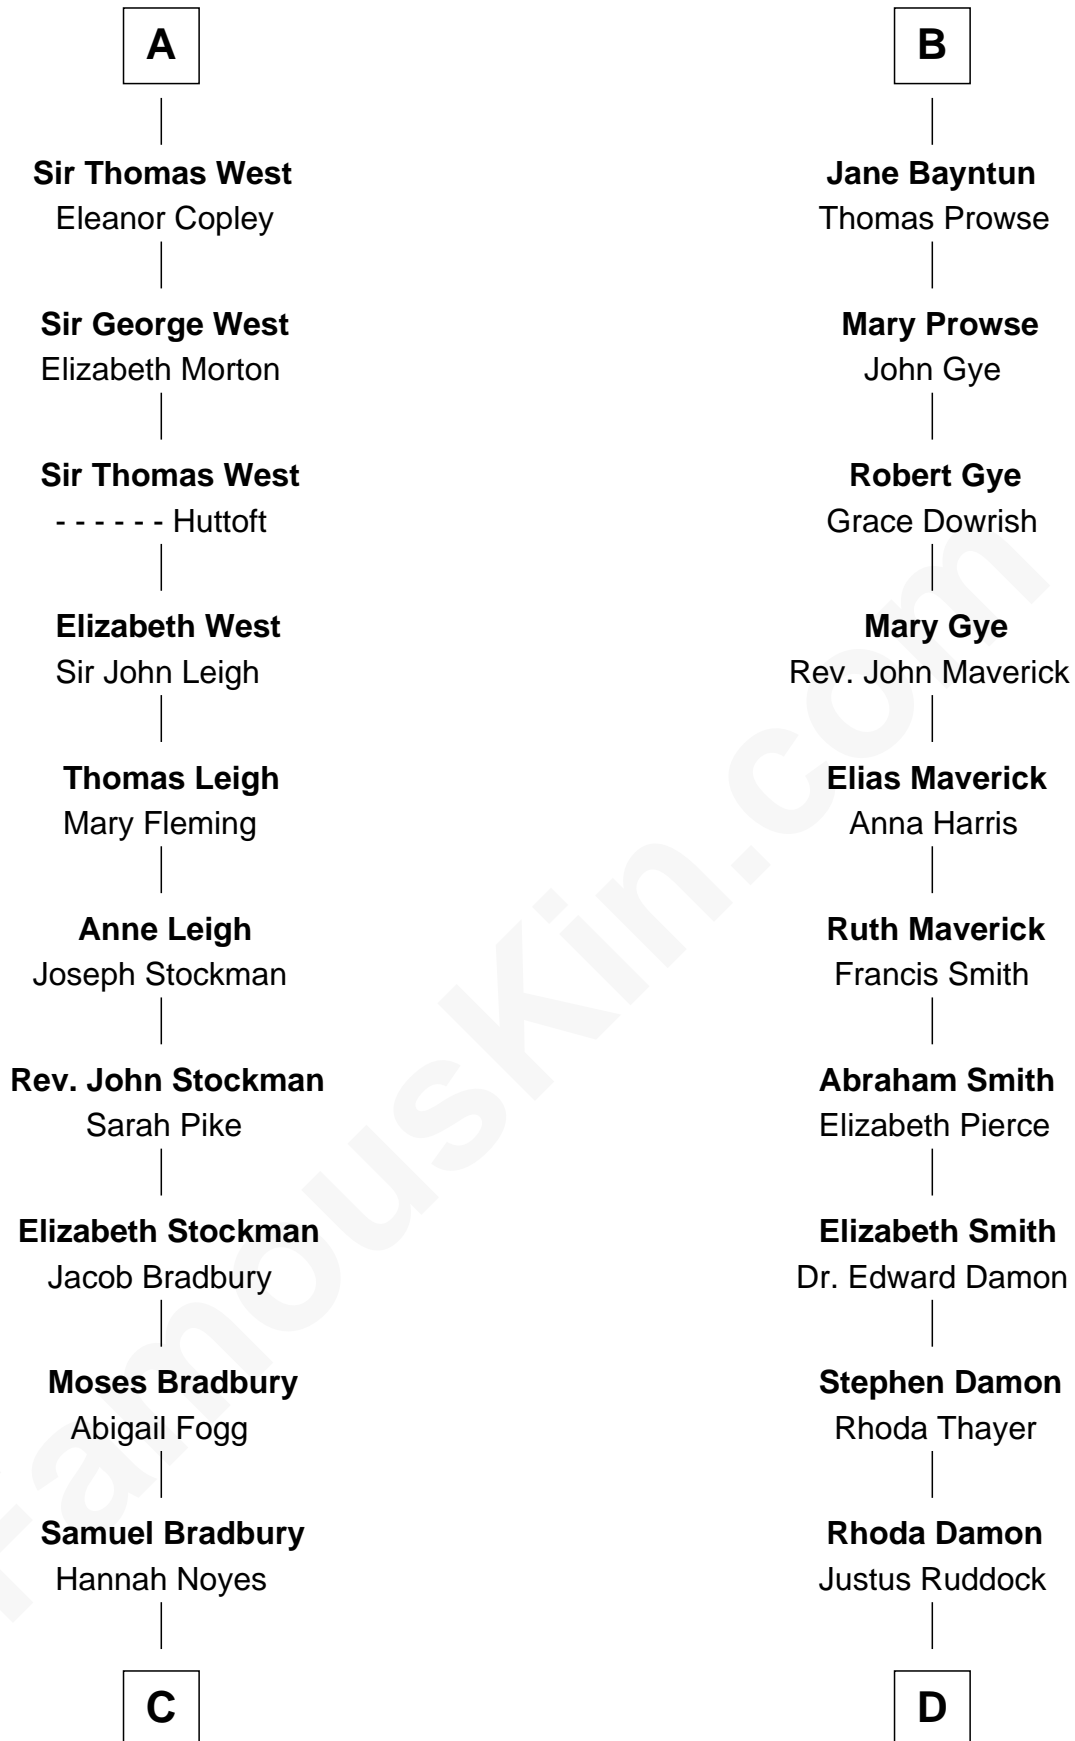 A
Sir Thomas West
Eleanor Copley
Sir George West
Elizabeth Morton
Sir Thomas West
- - - - - - Huttoft
Elizabeth West
Sir John Leigh
Thomas Leigh
Mary Fleming
Anne Leigh
Joseph Stockman
Rev. John Stockman
Sarah Pike
Elizabeth Stockman
Jacob Bradbury
Moses Bradbury
Abigail Fogg
Samuel Bradbury
Hannah Noyes
C
B
Jane Bayntun
Thomas Prowse
Mary Prowse
John Gye
Robert Gye
Grace Dowrish
Mary Gye
Rev. John Maverick
Elias Maverick
Anna Harris
Ruth Maverick
Francis Smith
Abraham Smith
Elizabeth Pierce
Elizabeth Smith
Dr. Edward Damon
Stephen Damon
Rhoda Thayer
Rhoda Damon
Justus Ruddock
D
FamousKin.com